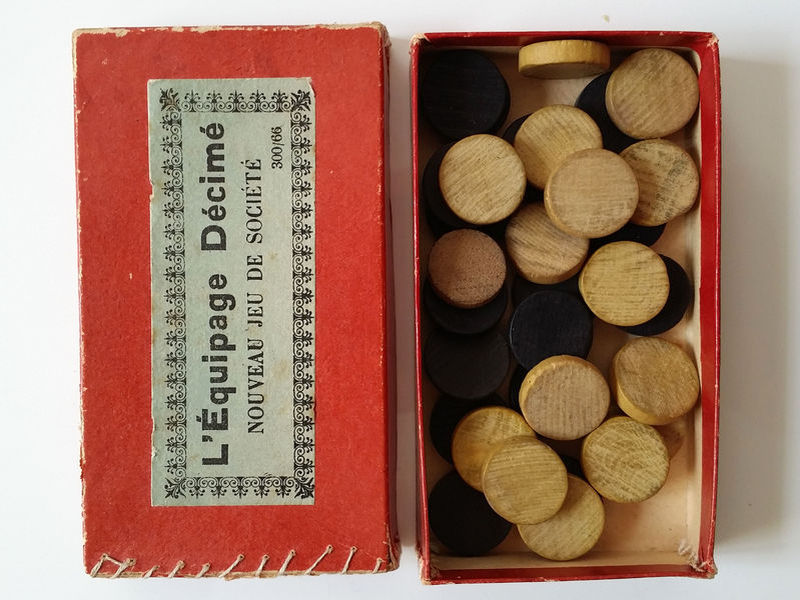 L'Équipage Décimé
NOUVEAU JEU DE SOCIÉTÉ
300/66